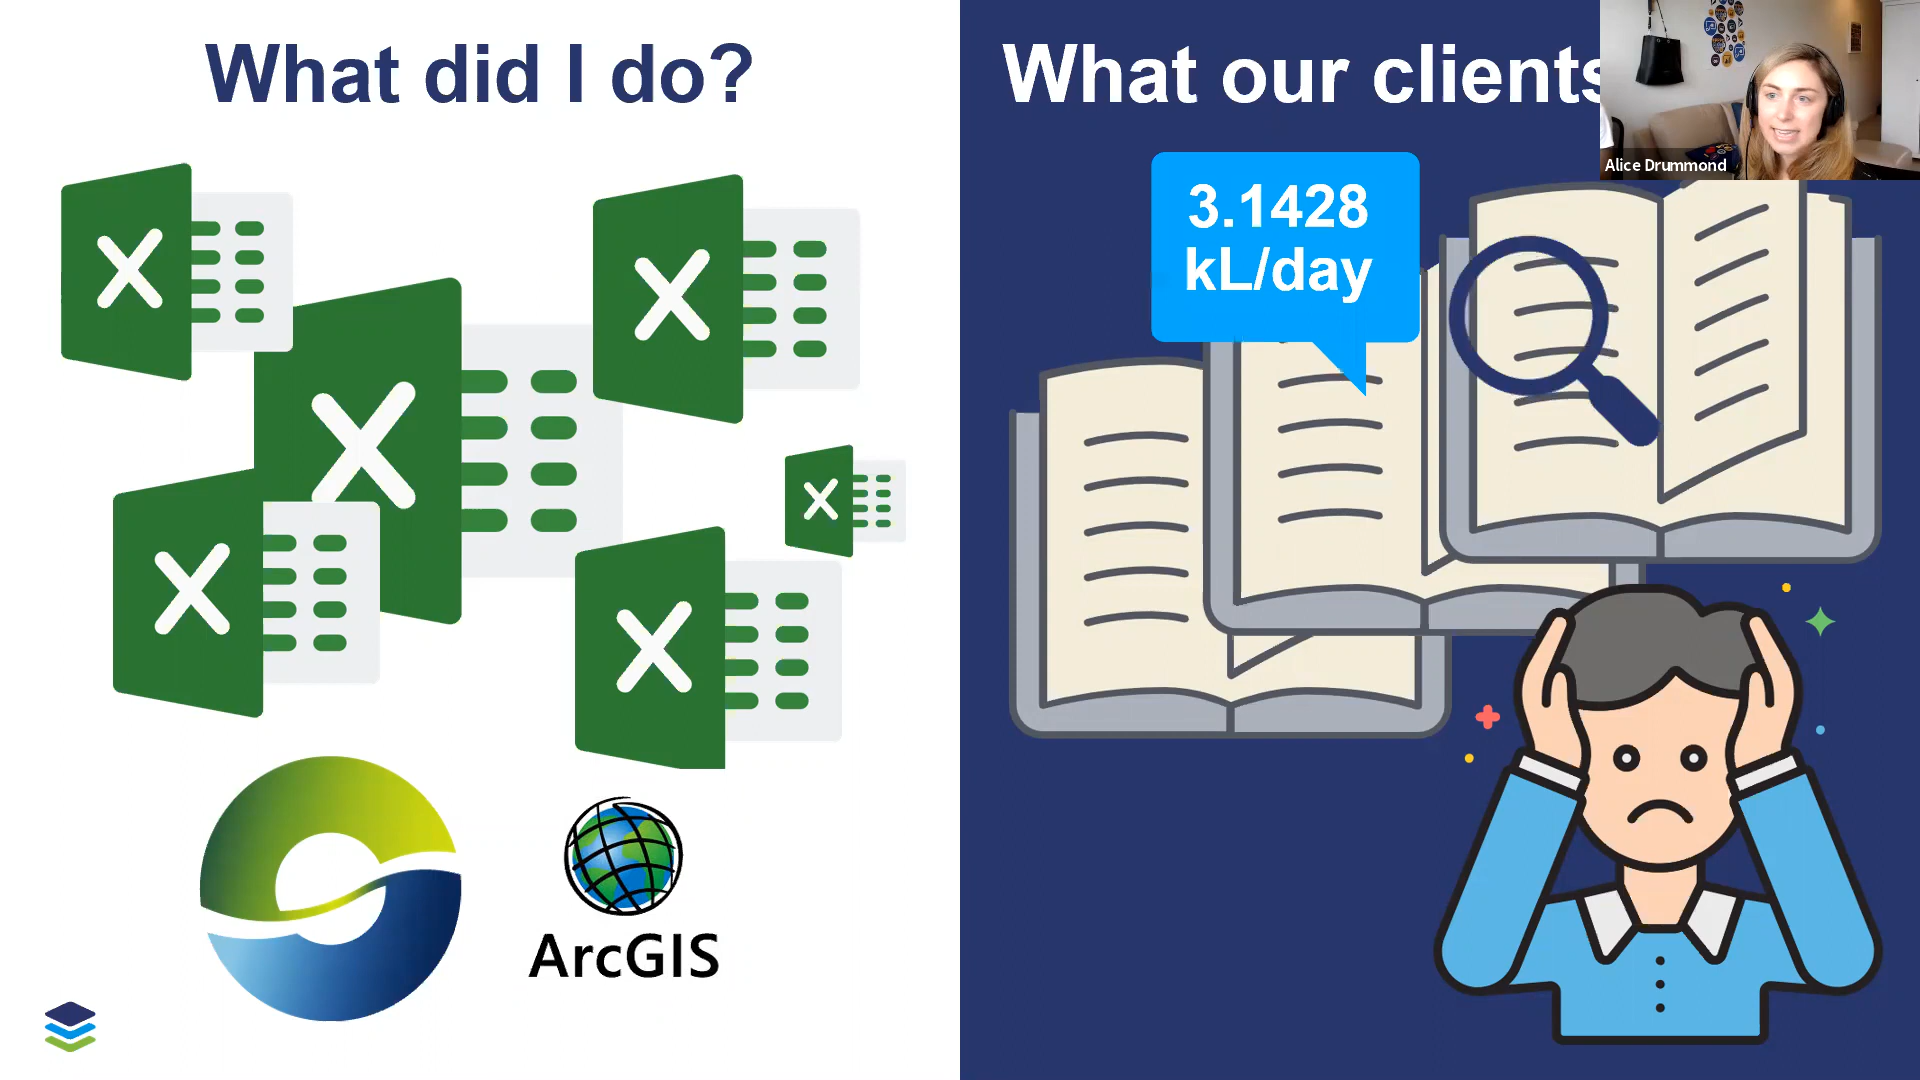 What did I do?
What our clients
Alice Drummond
3.1428
kL/day
ArcGIS